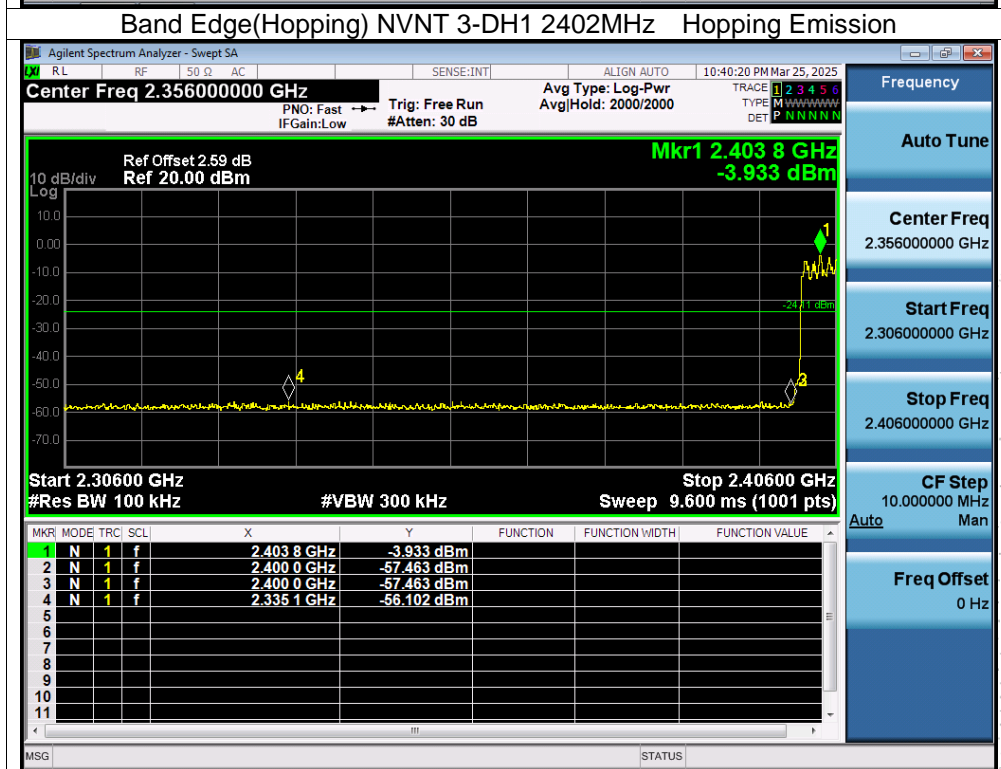 Band Edge(Hopping) NVNT 3-DH1 2402MHz Hopping Emission
Agilent Spectrum Analyzer - Swept SA
LXI RL RF 50 Ω AC SENSE:INT ALIGN AUTO 10:40:20 PM Mar 25, 2025
Center Freq 2.356000000 GHz
PNO: Fast
IFGain:Low
Trig: Free Run
#Atten: 30 dB
Avg Type: Log-Pwr
Avg|Hold: 2000/2000
TRACE 1 2 3 4 5 6
TYPE M WWWWW
DET P N N N N N
Mkr1 2.403 8 GHz
-3.933 dBm
Ref Offset 2.59 dB
10 dB/div Ref 20.00 dBm
Log
10.0
0.00
-10.0
-20.0
-30.0
-40.0
-50.0
-60.0
-70.0
1
-24.11 dBm
4
3
Start 2.30600 GHz Stop 2.40600 GHz
#Res BW 100 kHz #VBW 300 kHz Sweep 9.600 ms (1001 pts)
MKR MODE TRC SCL X Y FUNCTION FUNCTION WIDTH FUNCTION VALUE
1 N 1 f 2.403 8 GHz -3.933 dBm
2 N 1 f 2.400 0 GHz -57.463 dBm
3 N 1 f 2.400 0 GHz -57.463 dBm
4 N 1 f 2.335 1 GHz -56.102 dBm
5
6
7
8
9
10
11
MSG STATUS
Frequency
Auto Tune
Center Freq
2.356000000 GHz
Start Freq
2.306000000 GHz
Stop Freq
2.406000000 GHz
CF Step
10.000000 MHz
Auto Man
Freq Offset
0 Hz